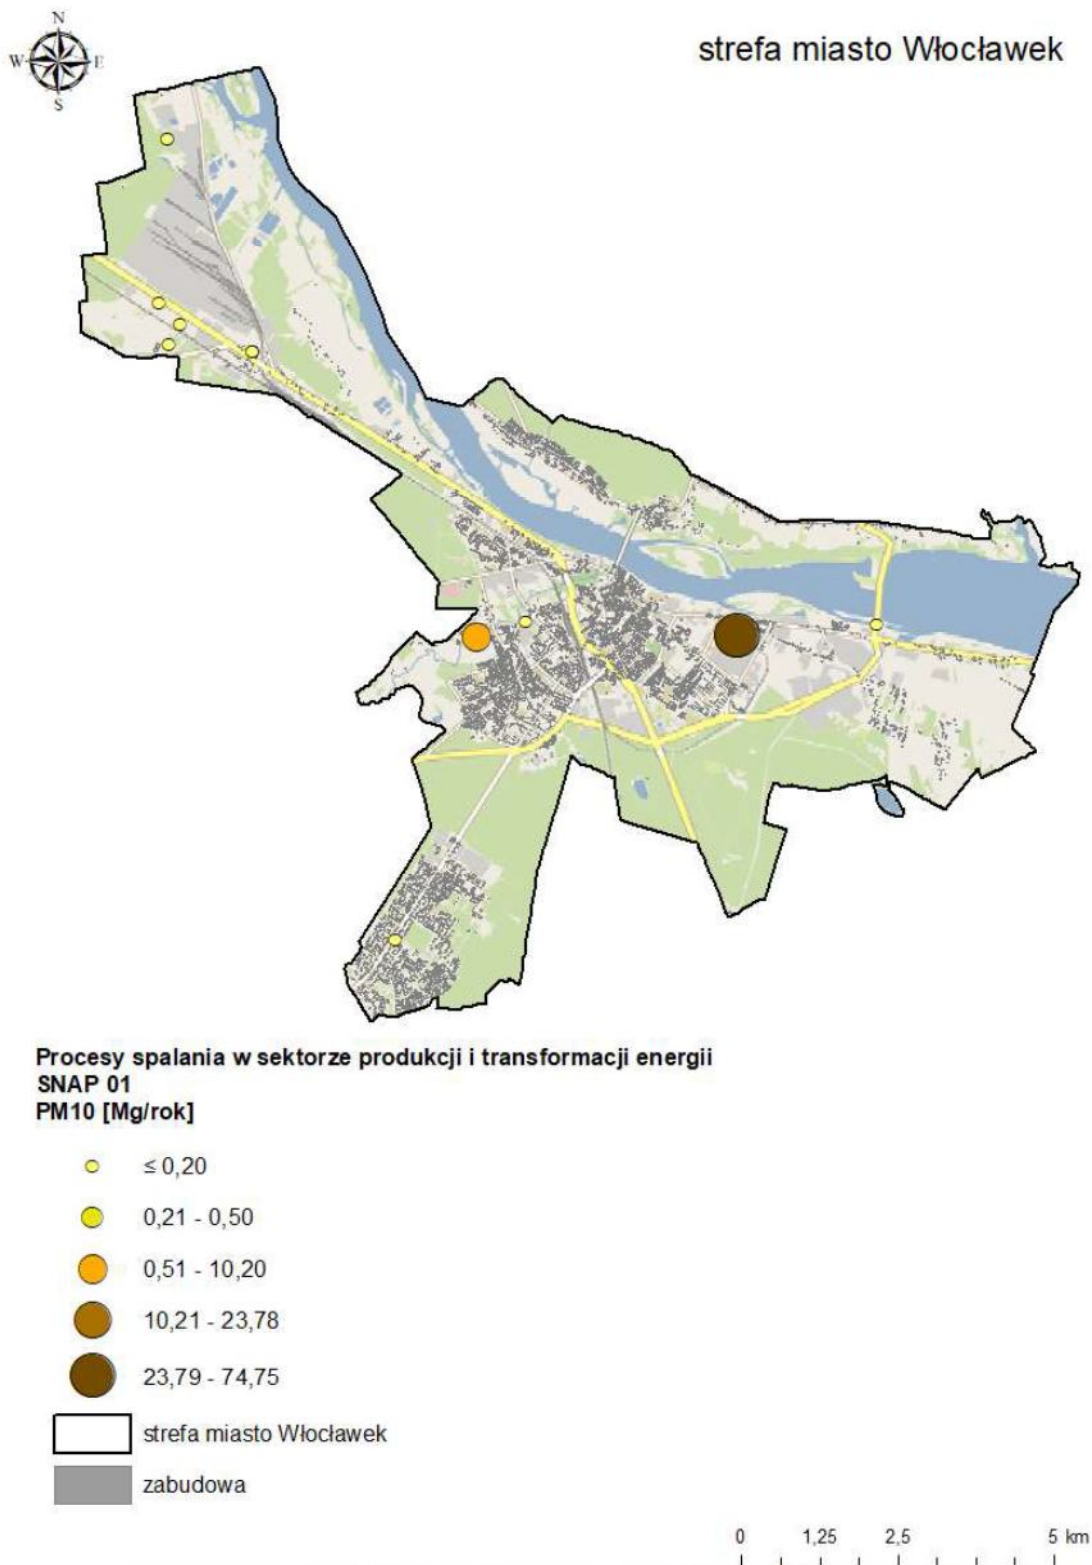 N
W E
S
strefa miasto Włocławek
Procesy spalania w sektorze produkcji i transformacji energii
SNAP 01
PM10 [Mg/rok]
≤ 0,20
0,21 - 0,50
0,51 - 10,20
10,21 - 23,78
23,79 - 74,75
strefa miasto Włocławek
zabudowa
0 1,25 2,5 5 km